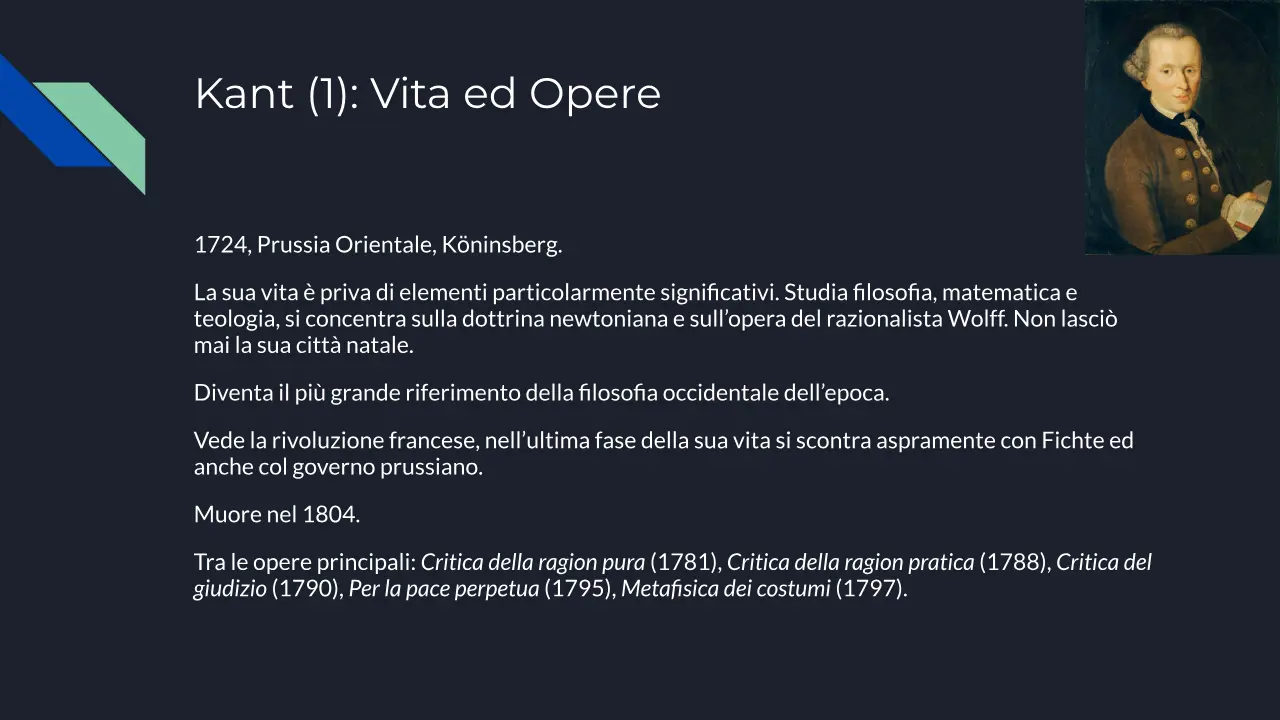 Kant (1): Vita ed Opere
1724, Prussia Orientale, Köninsberg.
La sua vita è priva di elementi particolarmente significativi. Studia filosofia, matematica e
teologia, si concentra sulla dottrina newtoniana e sull’opera del razionalista Wolff. Non lasciò
mai la sua città natale.
Diventa il più grande riferimento della filosofia occidentale dell’epoca.
Vede la rivoluzione francese, nell’ultima fase della sua vita si scontra aspramente con Fichte ed
anche col governo prussiano.
Muore nel 1804.
Tra le opere principali: Critica della ragion pura (1781), Critica della ragion pratica (1788), Critica del
giudizio (1790), Per la pace perpetua (1795), Metafisica dei costumi (1797).